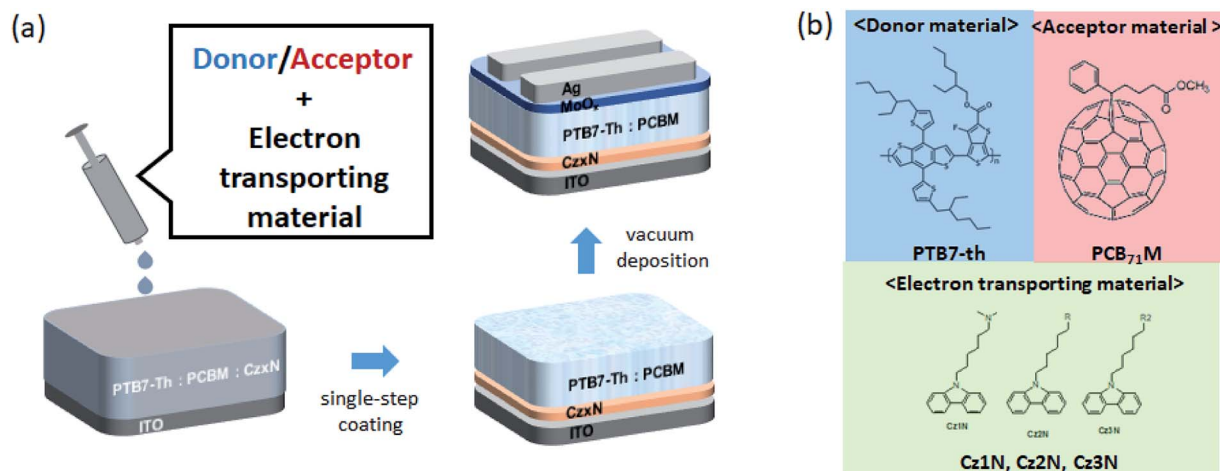 (a)
Donor/Acceptor
+
Electron
transporting
material
PTB7-Th : PCBM : CzxN
ITO
single-step
coating
PTB7-Th : PCBM
CzxN
ITO
vacuum
deposition
Ag
MoOₓ
PTB7-Th : PCBM
CzxN
ITO
(b)
<Donor material>
S
S
O
O
F
S
S
S
S
n
PTB7-th
<Acceptor material >
OCH₃
O
PCB₇₁M
<Electron transporting material>
N
R
R2
N
N
N
Cz1N
Cz2N
Cz3N
Cz1N, Cz2N, Cz3N